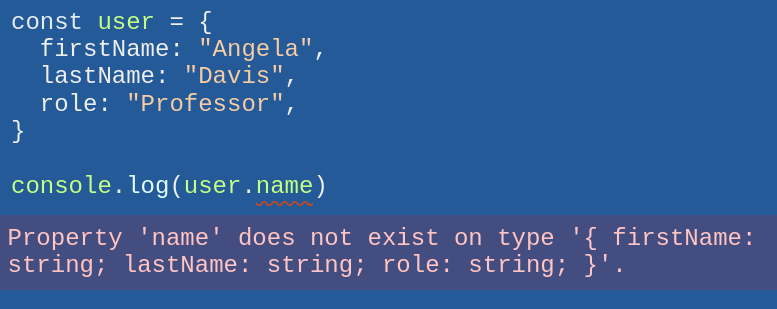 const user = {
  firstName: "Angela",
  lastName: "Davis",
  role: "Professor",
}
console.log(user.name)
Property 'name' does not exist on type '{ firstName:
string; lastName: string; role: string; }'.